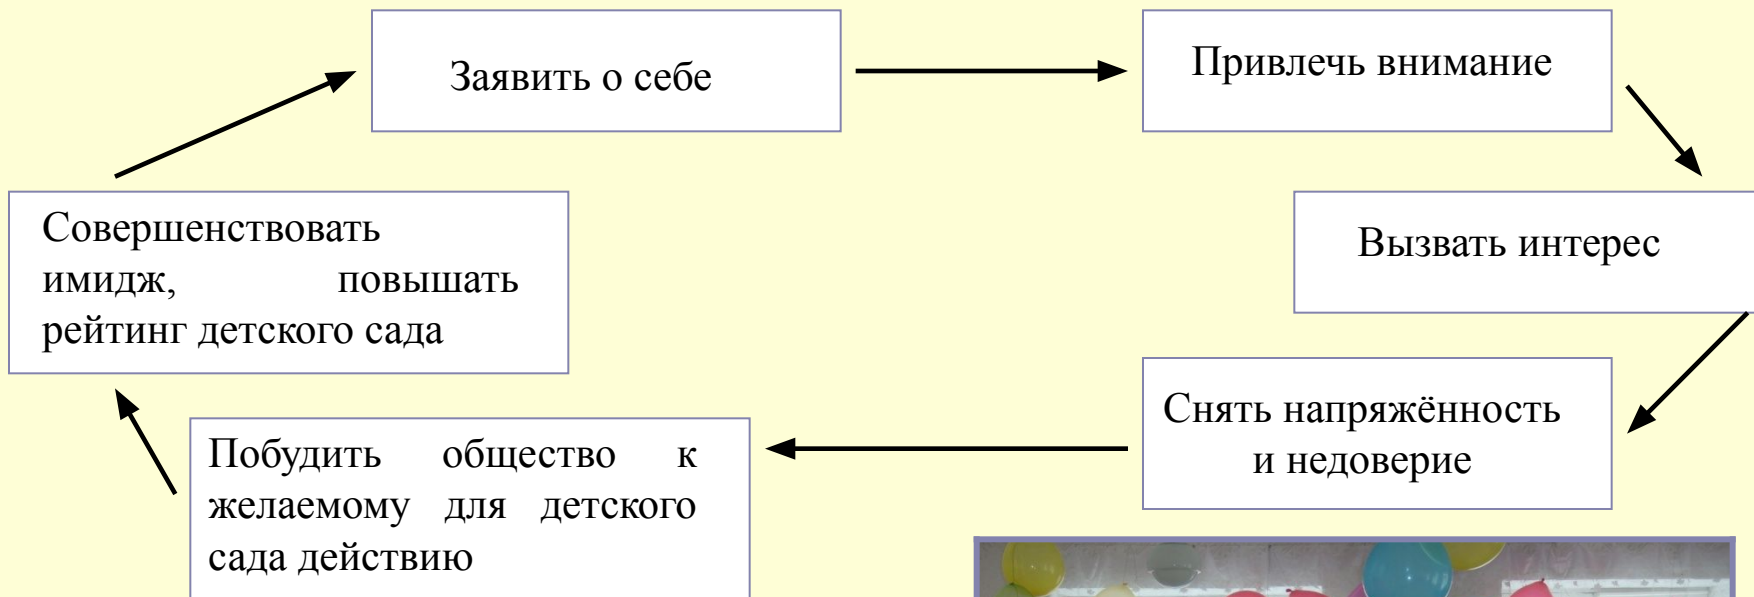 Заявить о себе
Привлечь внимание
Вызвать интерес
Снять напряжённость
и недоверие
Побудить общество к
желаемому для детского
сада действию
Совершенствовать
имидж, повышать
рейтинг детского сада